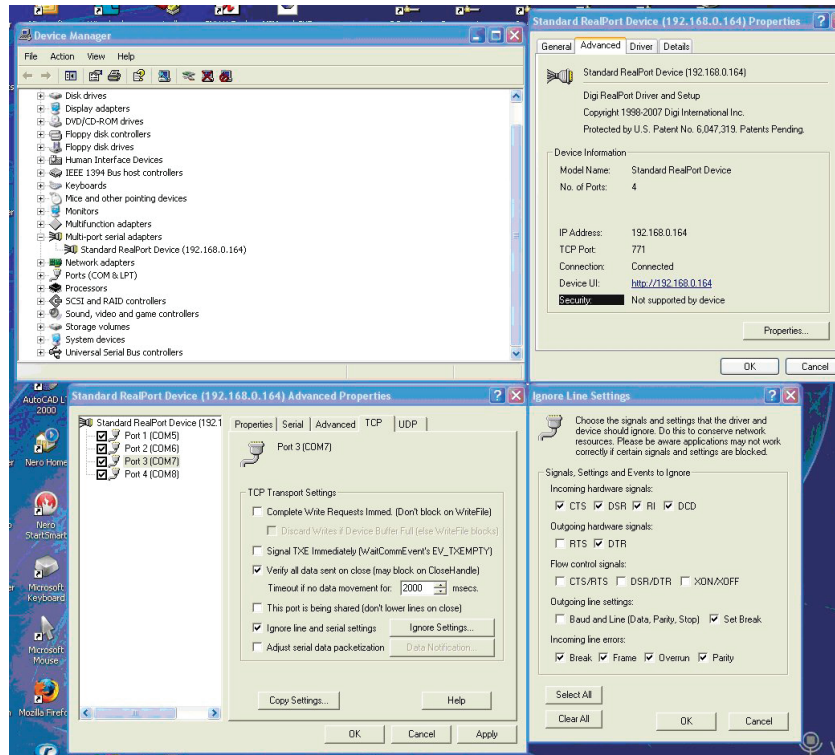 Device Manager
File Action View Help
Disk drives
Display adapters
DVD/CD-ROM drives
Floppy disk controllers
Floppy disk drives
Human Interface Devices
IEEE 1394 Bus host controllers
Keyboards
Mice and other pointing devices
Monitors
Multifunction adapters
Multi-port serial adapters
Standard RealPort Device (192.168.0.164)
Network adapters
Ports (COM & LPT)
Processors
SCSI and RAID controllers
Sound, video and game controllers
Storage volumes
System devices
Universal Serial Bus controllers
Standard RealPort Device (192.168.0.164) Properties
General Advanced Driver Details
Standard RealPort Device (192.168.0.164)
Digi RealPort Driver and Setup
Copyright 1998-2007 Digi International Inc.
Protected by U.S. Patent No. 6,047,319. Patents Pending.
Device Information
Model Name: Standard RealPort Device
No. of Ports: 4
IP Address: 192.168.0.164
TCP Port: 771
Connection: Connected
Device UI: http://192.168.0.164
Security: Not supported by device
Properties...
OK Cancel
AutoCAD L
2000
Nero Home
Nero
StartSmart
Microsoft
Keyboard
Microsoft
Mouse
Mozilla Firefo
Standard RealPort Device (192.168.0.164) Advanced Properties
Standard RealPort Device (192.1
Port 1 (COM5)
Port 2 (COM6)
Port 3 (COM7)
Port 4 (COM8)
Properties Serial Advanced TCP UDP
Port 3 (COM7)
TCP Transport Settings
Complete Write Requests Immed. (Don't block on WriteFile)
Discard Writes if Device Buffer Full (else WriteFile blocks)
Signal TXE Immediately (WaitCommEvent's EV_TXEMPTY)
Verify all data sent on close (may block on CloseHandle)
Timeout if no data movement for: 2000 msecs.
This port is being shared (don't lower lines on close)
Ignore line and serial settings Ignore Settings...
Adjust serial data packetization Data Notification...
Copy Settings... Help
OK Cancel Apply
Ignore Line Settings
Choose the signals and settings that the driver and
device should ignore. Do this to conserve network
resources. Please be aware applications may not work
correctly if certain signals and settings are blocked.
Signals, Settings and Events to Ignore
Incoming hardware signals:
CTS DSR RI DCD
Outgoing hardware signals:
RTS DTR
Flow control signals:
CTS/RTS DSR/DTR XON/XOFF
Outgoing line settings:
Baud and Line (Data, Parity, Stop) Set Break
Incoming line errors:
Break Frame Overrun Parity
Select All
Clear All OK Cancel